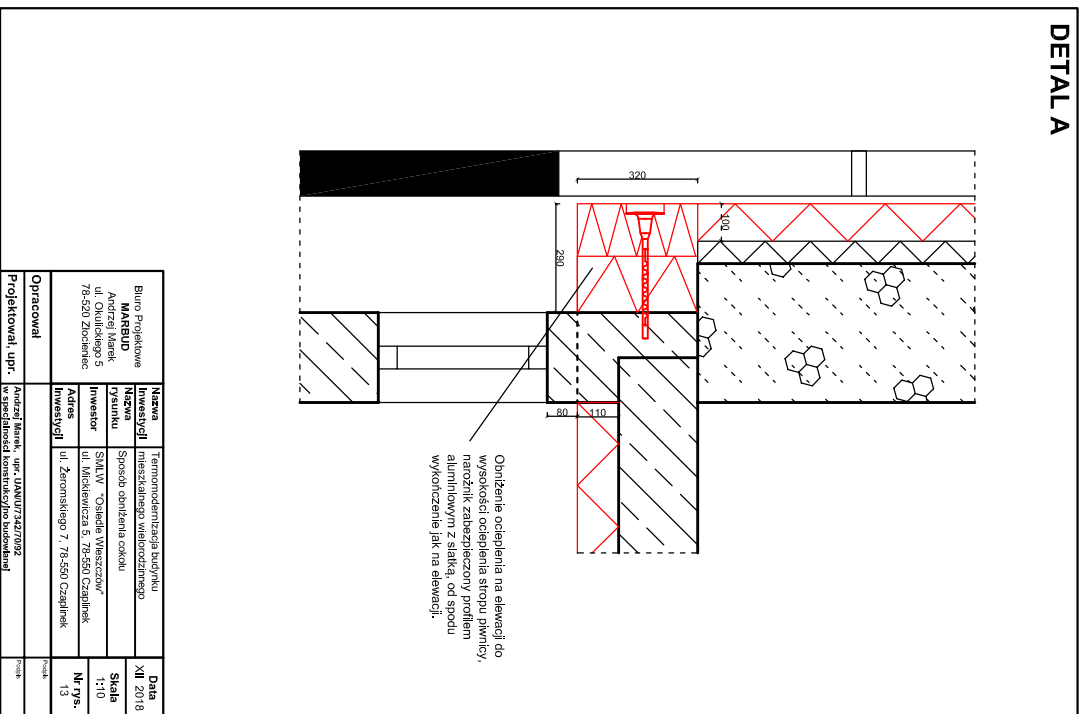 DETAL A
320
100
290
80
110
Obniżenie ocieplenia na elewacji do
wysokości ocieplenia stropu piwnicy,
narożnik zabezpieczony profilem
aluminiowym z siatką, od spodu
wykończenie jak na elewacji.
Biuro Projektowe
MARBUD
Andrzej Marek
ul. Okulickiego 5
78-520 Złocieniec
Nazwa
Inwestycji
Termomodernizacja budynku
mieszkalnego wielorodzinnego
Data
XII 2018
Nazwa
rysunku
Sposób obniżenia cokołu
Skala
1:10
Inwestor
SMLW "Osiedle Wieszczów"
ul. Mickiewicza 5, 78-550 Czaplinek
Adres
Inwestycji
ul. Żeromskiego 7, 78-550 Czaplinek
Nr rys.
13
Opracował
Podpis
Projektował, upr.
Andrzej Marek, upr. UAN/U/7342/70/92
w specjalności konstrukcyjno budowlanej
Podpis